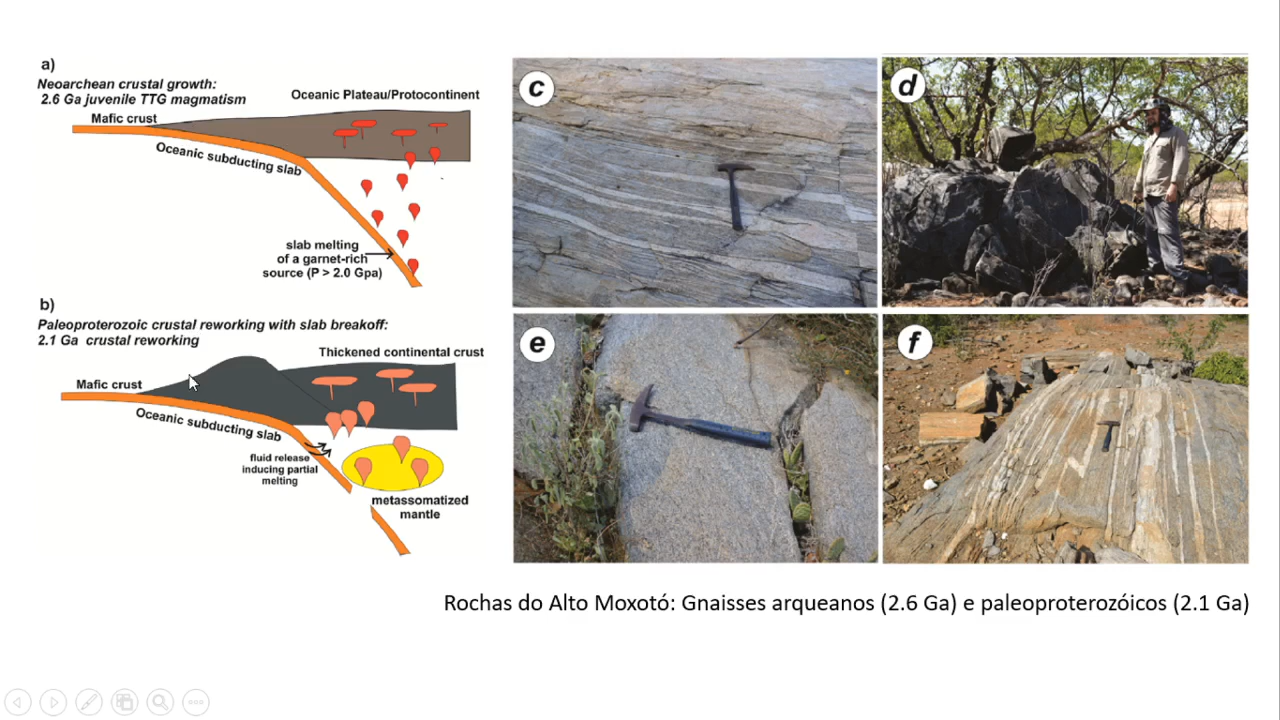 a)
Neoarchean crustal growth:
2.6 Ga juvenile TTG magmatism
Oceanic Plateau/Protocontinent
Mafic crust
Oceanic subducting slab
slab melting
of a garnet-rich
source (P > 2.0 Gpa)
b)
Paleoproterozoic crustal reworking with slab breakoff:
2.1 Ga crustal reworking
Thickened continental crust
Mafic crust
Oceanic subducting slab
fluid release
inducing partial
melting
metassomatized
mantle
c
d
e
f
Rochas do Alto Moxotó: Gnaisses arqueanos (2.6 Ga) e paleoproterozóicos (2.1 Ga)